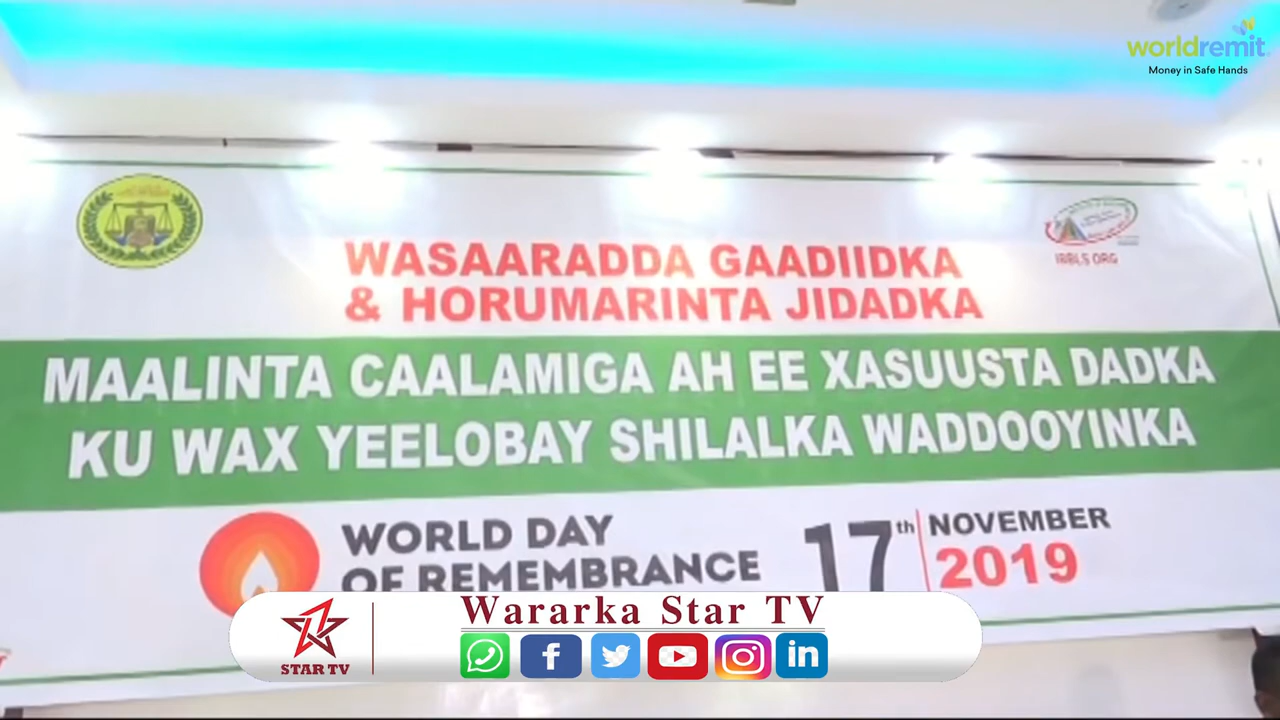 worldremit
Money in Safe Hands
IBBLS ORG
WASAARADDA GAADIIDKA
& HORUMARINTA JIDADKA
MAALINTA CAALAMIGA AH EE XASUUSTA DADKA
KU WAX YEELOBAY SHILALKA WADDOOYINKA
WORLD DAY
OF REMEMBRANCE
17th NOVEMBER
2019
Wararka Star TV
STAR TV